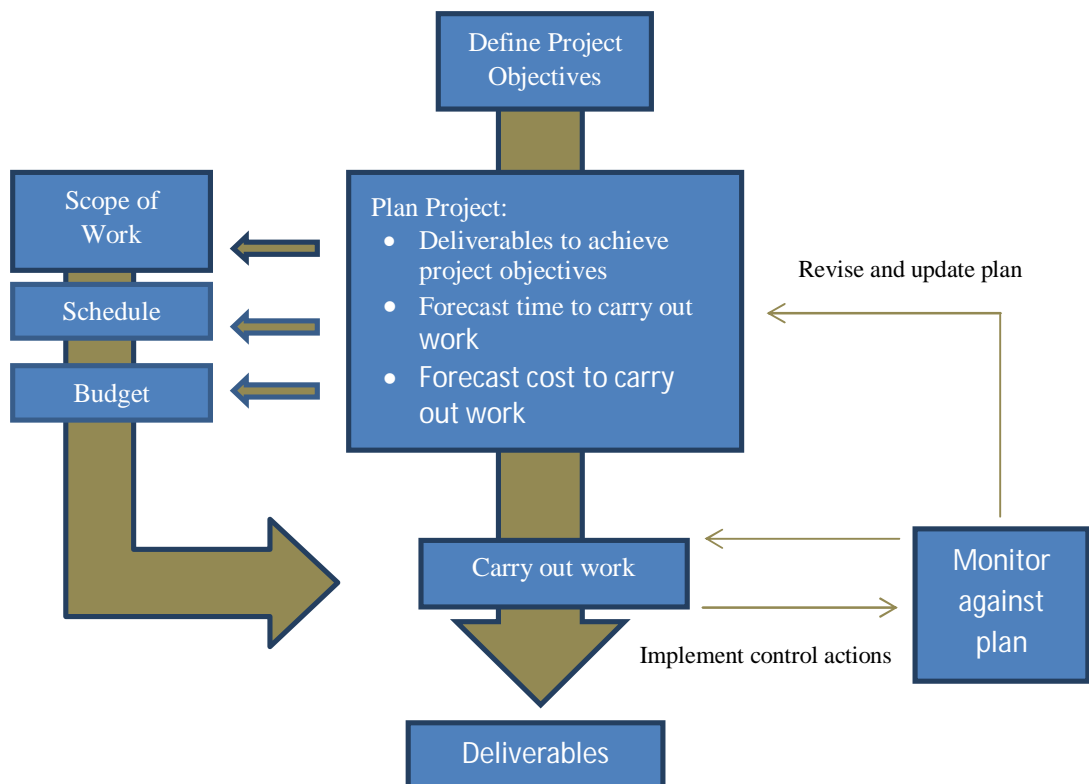 Define Project
Objectives
Scope of
Work
Schedule
Budget
Plan Project:
• Deliverables to achieve
project objectives
• Forecast time to carry out
work
• Forecast cost to carry
out work
Revise and update plan
Carry out work
Monitor
against
plan
Implement control actions
Deliverables